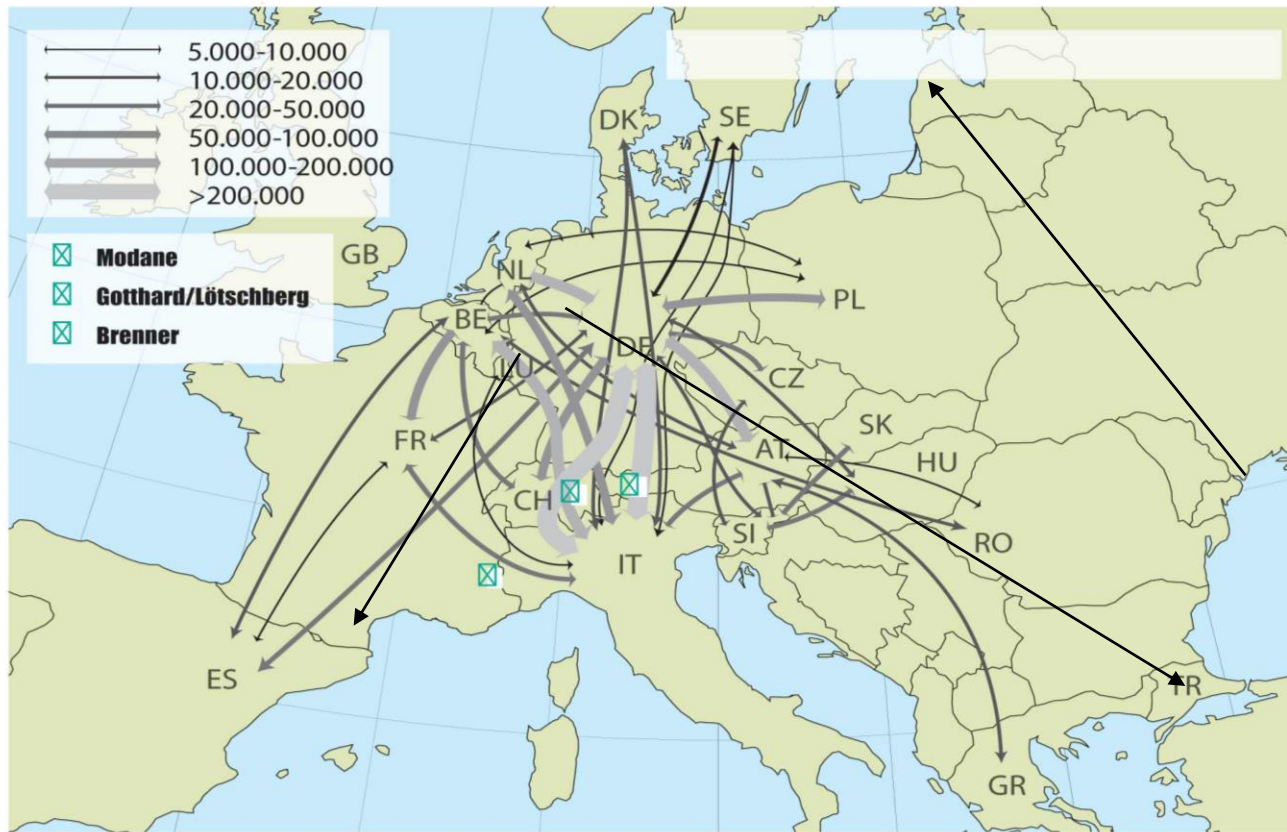 5.000-10.000
10.000-20.000
20.000-50.000
50.000-100.000
100.000-200.000
>200.000
Modane
Gotthard/Lötschberg
Brenner
DK
SE
GB
NL
BE
PL
DE
LU
CZ
FR
SK
AT
HU
CH
SI
RO
IT
ES
TR
GR